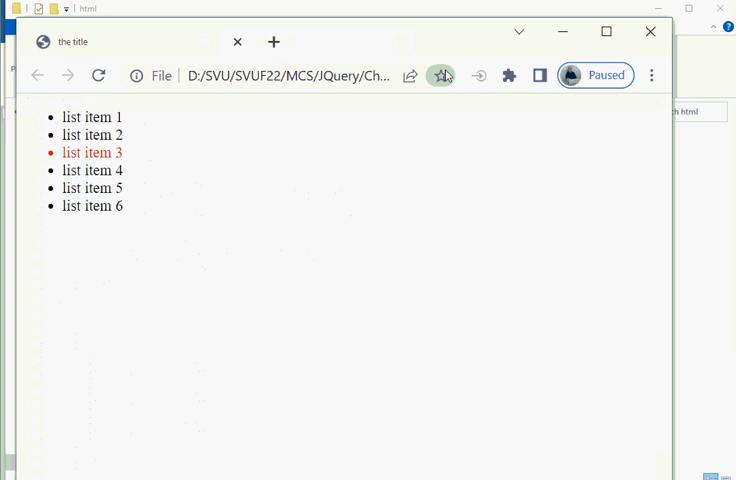 html
the title
File
D:/SVU/SVUF22/MCS/JQuery/Ch...
Paused
list item 1
list item 2
list item 3
list item 4
list item 5
list item 6
html